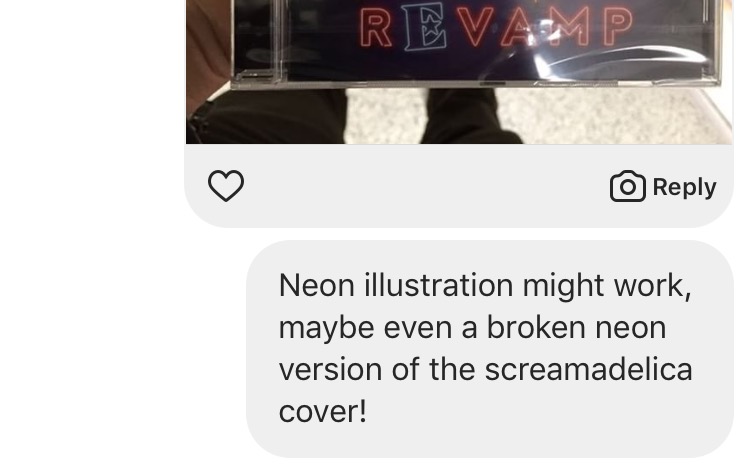 REVAMP
Reply
Neon illustration might work,
maybe even a broken neon
version of the screamadelica
cover!